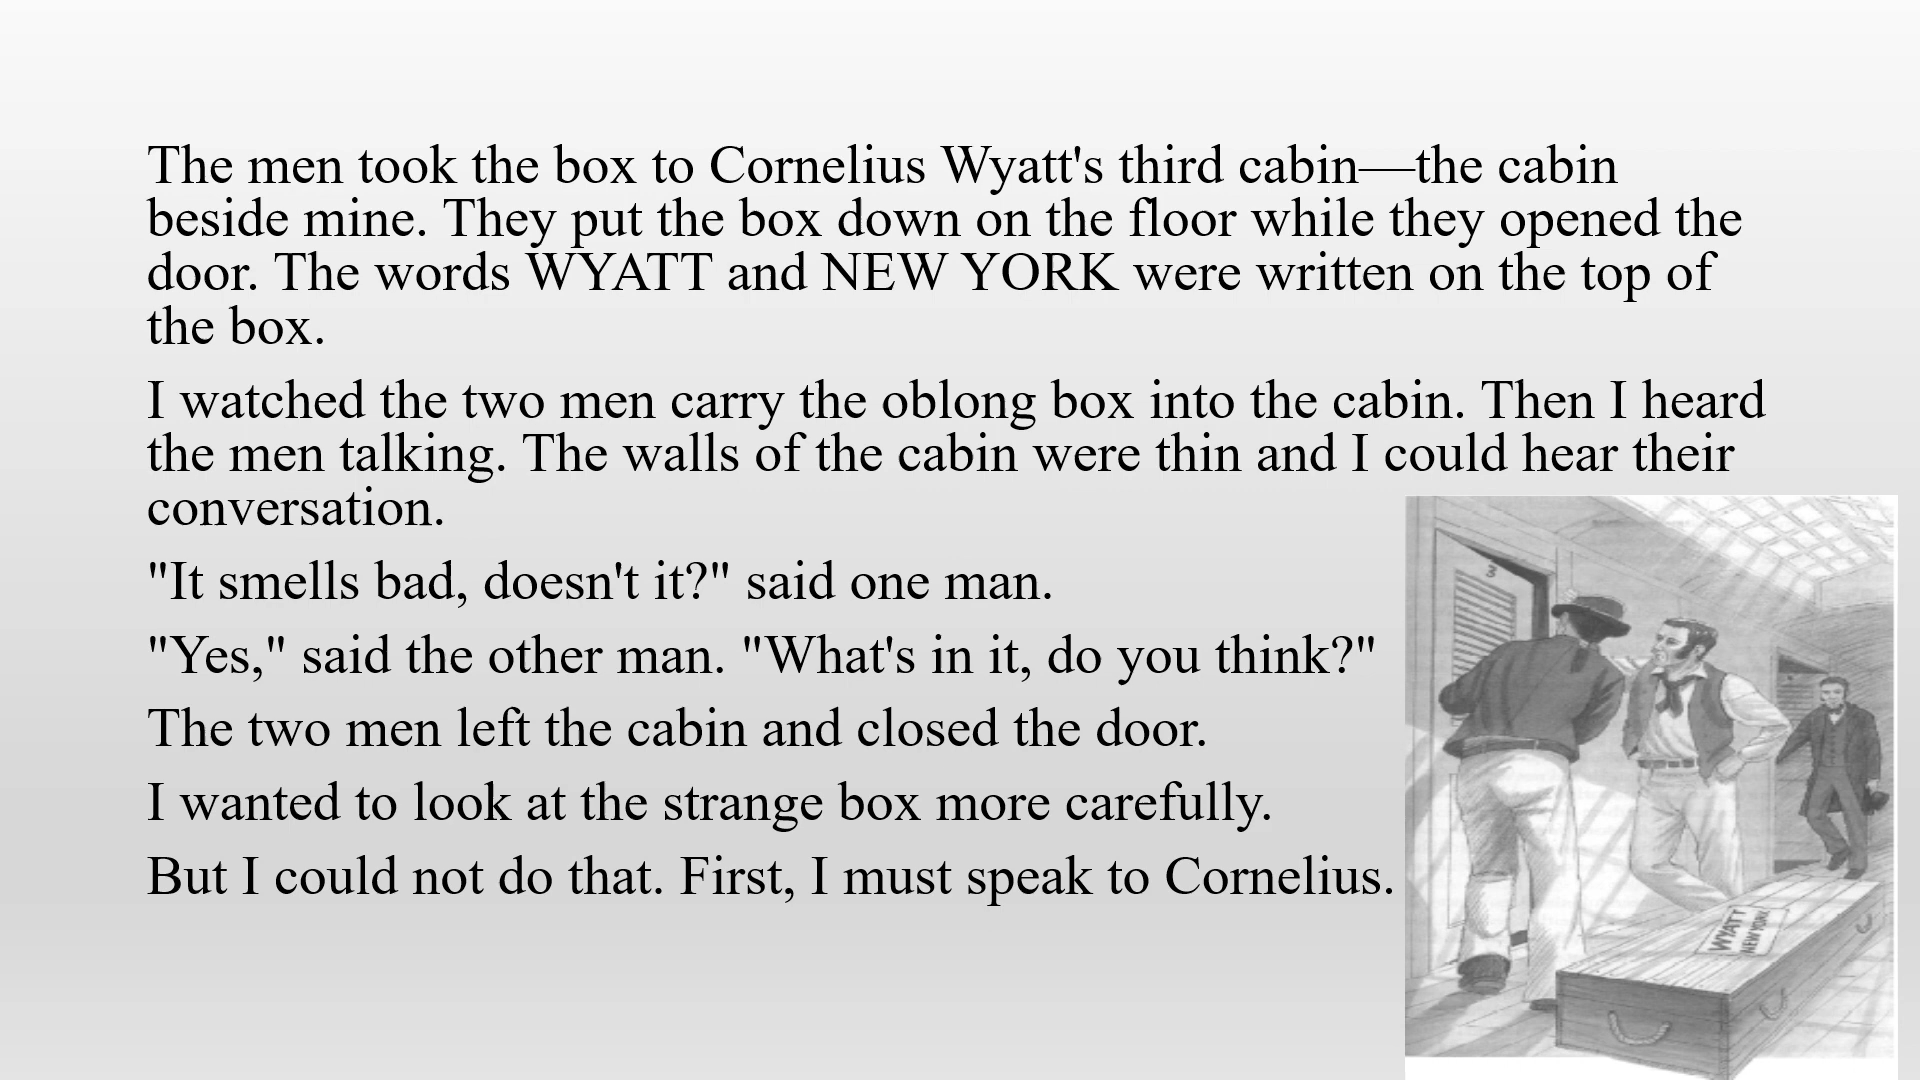 The men took the box to Cornelius Wyatt's third cabin—the cabin
beside mine. They put the box down on the floor while they opened the
door. The words WYATT and NEW YORK were written on the top of
the box.
I watched the two men carry the oblong box into the cabin. Then I heard
the men talking. The walls of the cabin were thin and I could hear their
conversation.
"It smells bad, doesn't it?" said one man.
"Yes," said the other man. "What's in it, do you think?"
The two men left the cabin and closed the door.
I wanted to look at the strange box more carefully.
But I could not do that. First, I must speak to Cornelius.
3
WYATT
NEW YORK